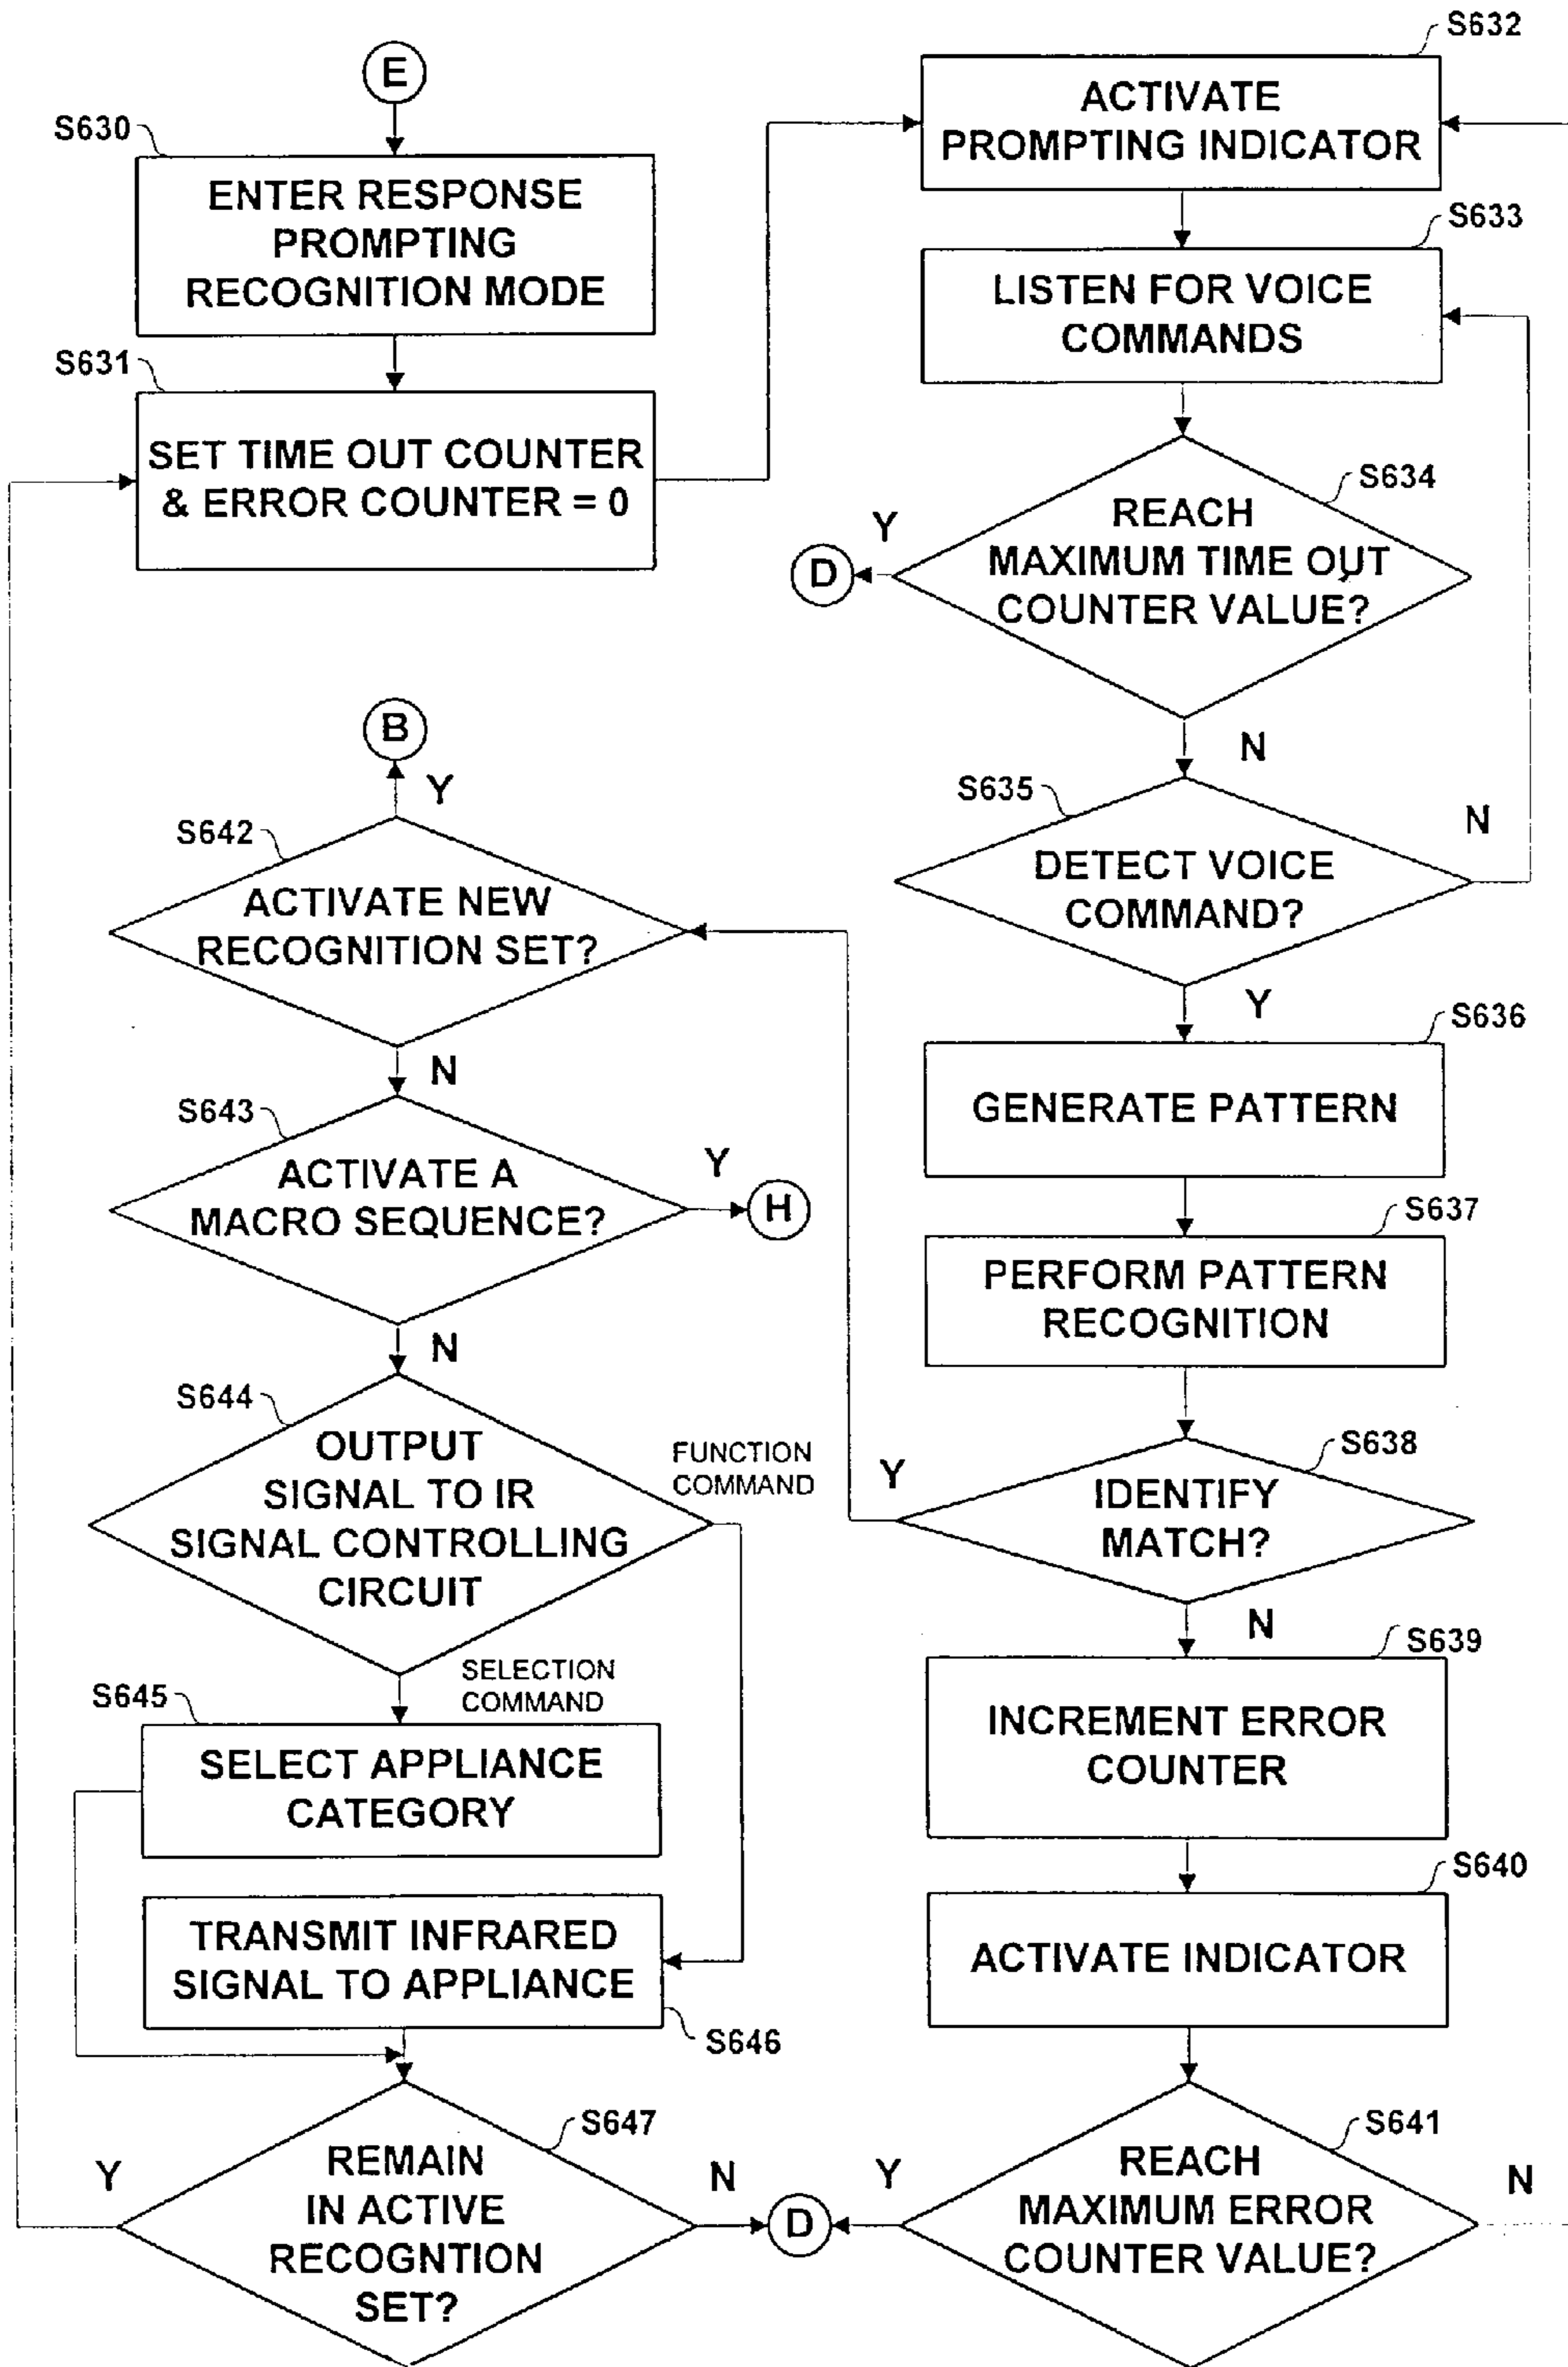 E
S630
ENTER RESPONSE
PROMPTING
RECOGNITION MODE
S631
SET TIME OUT COUNTER
& ERROR COUNTER = 0
S632
ACTIVATE
PROMPTING INDICATOR
S633
LISTEN FOR VOICE
COMMANDS
S634
REACH
MAXIMUM TIME OUT
COUNTER VALUE?
Y
D
N
S635
DETECT VOICE
COMMAND?
N
Y
S636
GENERATE PATTERN
S637
PERFORM PATTERN
RECOGNITION
S638
IDENTIFY
MATCH?
Y
N
S639
INCREMENT ERROR
COUNTER
S640
ACTIVATE INDICATOR
S641
REACH
MAXIMUM ERROR
COUNTER VALUE?
Y
N
D
B
Y
S642
ACTIVATE NEW
RECOGNITION SET?
N
S643
ACTIVATE A
MACRO SEQUENCE?
Y
H
N
S644
OUTPUT
SIGNAL TO IR
SIGNAL CONTROLLING
CIRCUIT
FUNCTION
COMMAND
SELECTION
COMMAND
S645
SELECT APPLIANCE
CATEGORY
TRANSMIT INFRARED
SIGNAL TO APPLIANCE
S646
S647
REMAIN
IN ACTIVE
RECOGNTION
SET?
Y
N